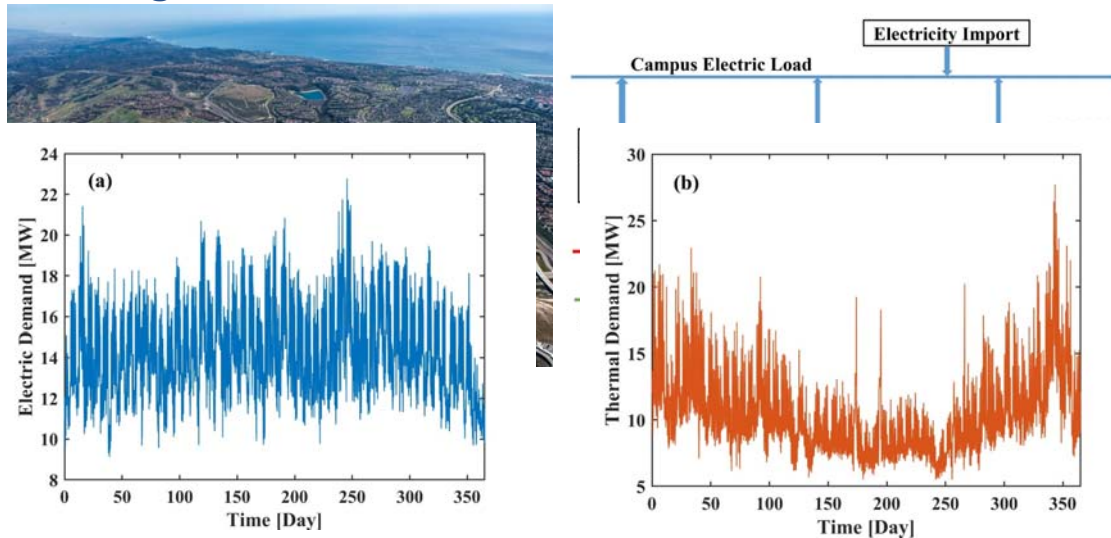 Electricity Import
Campus Electric Load
(a)
Electric Demand [MW]
24
22
20
18
16
14
12
10
8
0 50 100 150 200 250 300 350
Time [Day]
(b)
Thermal Demand [MW]
30
25
20
15
10
5
0 50 100 150 200 250 300 350
Time [Day]